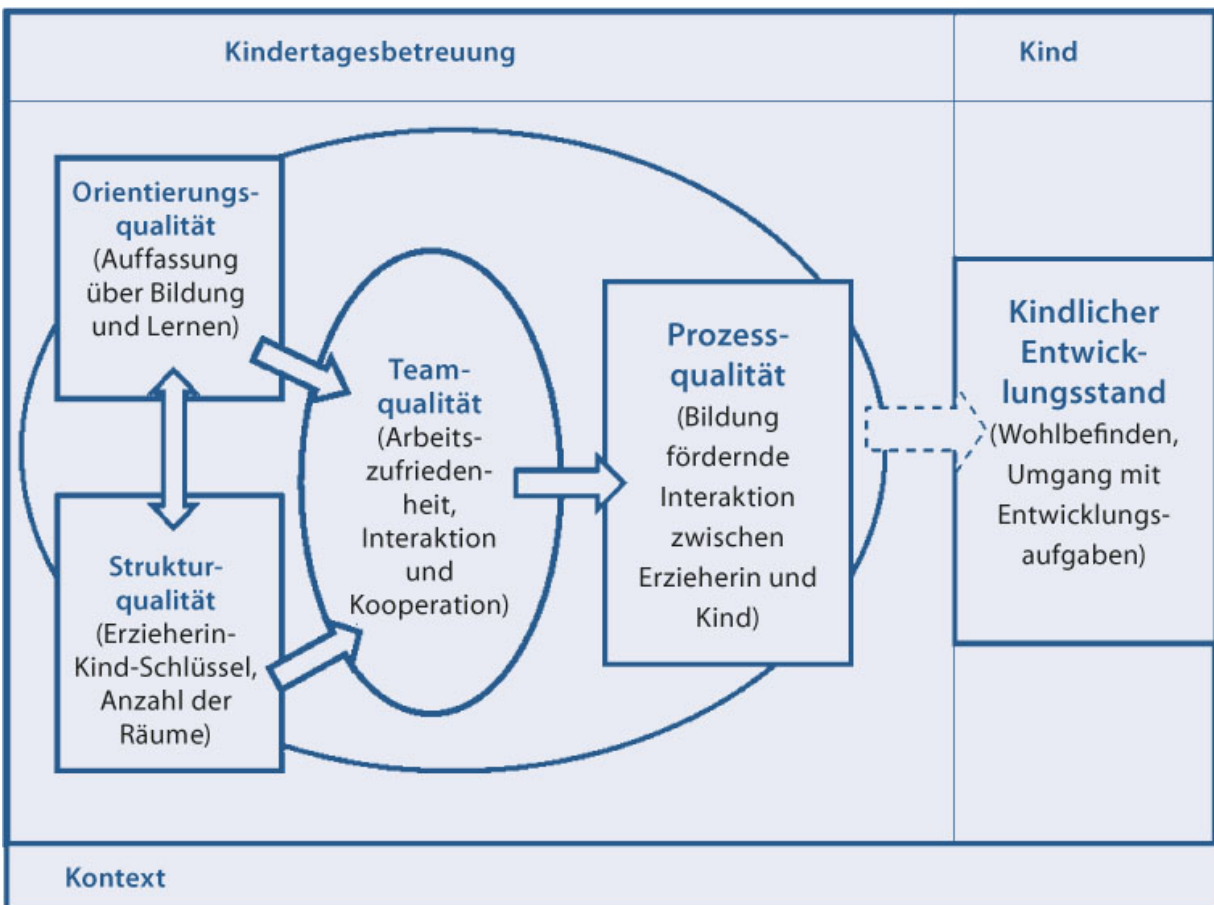 Kindertagesbetreuung
Kind
Orientierungs-
qualität
(Auffassung
über Bildung
und Lernen)
Struktur-
qualität
(Erzieherin-
Kind-Schlüssel,
Anzahl der
Räume)
Team-
qualität
(Arbeits-
zufrieden-
heit,
Interaktion
und
Kooperation)
Prozess-
qualität
(Bildung
fördernde
Interaktion
zwischen
Erzieherin und
Kind)
Kindlicher
Entwick-
lungsstand
(Wohlbefinden,
Umgang mit
Entwicklungs-
aufgaben)
Kontext